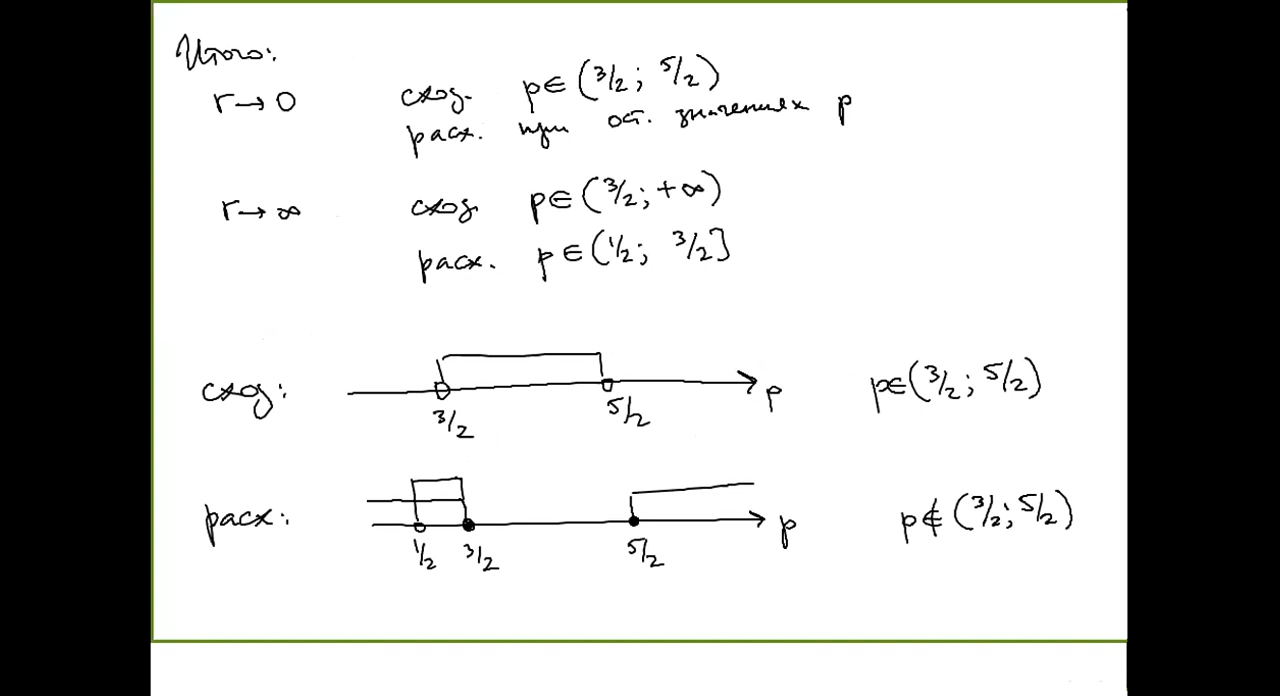 Итого:
r→0 сход. p∈(3/2; 5/2)
расх. при ост. значениях p
r→∞ сход p∈(3/2; +∞)
расх. p∈(1/2; 3/2]
сход: 3/2 5/2 p p∈(3/2; 5/2)
расх: 1/2 3/2 5/2 p p∉(3/2; 5/2)